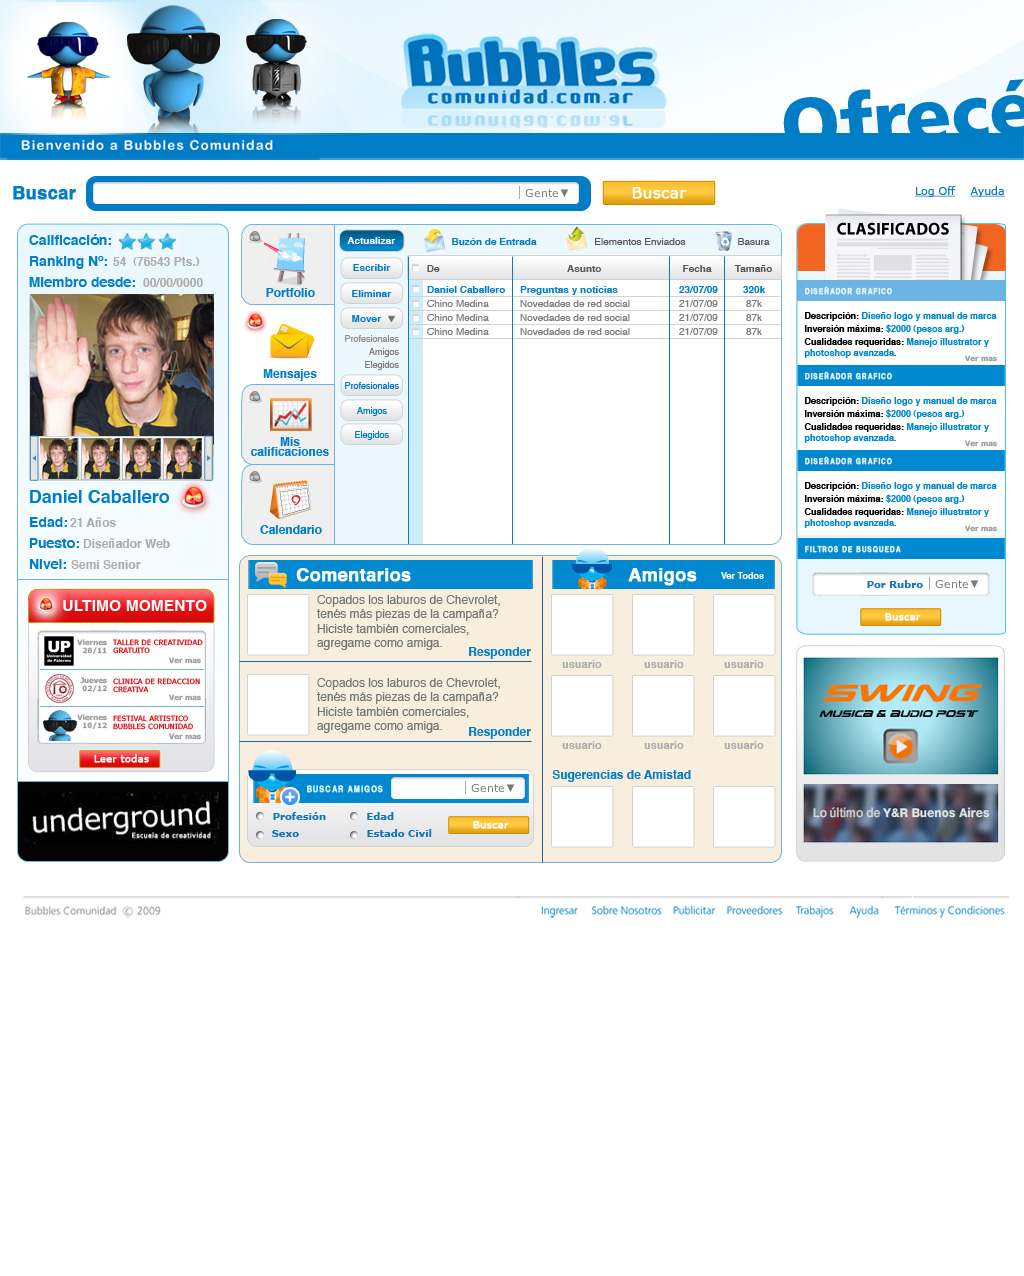 Bubbles
comunidad.com.ar
Ofrecé
Bienvenido a Bubbles Comunidad
Buscar
Gente▼
Buscar
Log Off
Ayuda
Calificación:
Ranking Nº: 54 (76543 Pts.)
Miembro desde: 00/00/0000
Daniel Caballero
Edad: 21 Años
Puesto: Diseñador Web
Nivel: Semi Senior
ULTIMO MOMENTO
UP
Universidad
de Palermo
Viernes
26/11
TALLER DE CREATIVIDAD
GRATUITO
Ver mas
Jueves
02/12
CLINICA DE REDACCION
CREATIVA
Ver mas
Viernes
10/12
FESTIVAL ARTISTICO
BUBBLES COMUNIDAD
Ver mas
Leer todas
underground
Escuela de creatividad
Portfolio
Mensajes
Mis
calificaciones
Calendario
Actualizar
Escribir
Eliminar
Mover ▼
Profesionales
Amigos
Elegidos
Profesionales
Amigos
Elegidos
Buzón de Entrada
Elementos Enviados
Basura
De Asunto Fecha Tamaño
Daniel Caballero Preguntas y noticias 23/07/09 320k
Chino Medina Novedades de red social 21/07/09 87k
Chino Medina Novedades de red social 21/07/09 87k
Chino Medina Novedades de red social 21/07/09 87k
Comentarios
Copados los laburos de Chevrolet,
tenés más piezas de la campaña?
Hiciste también comerciales,
agregame como amiga.
Responder
Copados los laburos de Chevrolet,
tenés más piezas de la campaña?
Hiciste también comerciales,
agregame como amiga.
Responder
BUSCAR AMIGOS
Gente▼
Profesión
Edad
Sexo
Estado Civil
Buscar
Amigos
Ver Todos
usuario usuario usuario
usuario usuario usuario
Sugerencias de Amistad
CLASIFICADOS
DISEÑADOR GRAFICO
Descripción: Diseño logo y manual de marca
Inversión máxima: $2000 (pesos arg.)
Cualidades requeridas: Manejo illustrator y
photoshop avanzada.
Ver mas
DISEÑADOR GRAFICO
Descripción: Diseño logo y manual de marca
Inversión máxima: $2000 (pesos arg.)
Cualidades requeridas: Manejo illustrator y
photoshop avanzada.
Ver mas
DISEÑADOR GRAFICO
Descripción: Diseño logo y manual de marca
Inversión máxima: $2000 (pesos arg.)
Cualidades requeridas: Manejo illustrator y
photoshop avanzada.
Ver mas
FILTROS DE BUSQUEDA
Por Rubro
Gente▼
Buscar
SWING
MUSICA & AUDIO POST
Lo último de Y&R Buenos Aires
Bubbles Comunidad © 2009
Ingresar Sobre Nosotros Publicitar Proveedores Trabajos Ayuda Términos y Condiciones